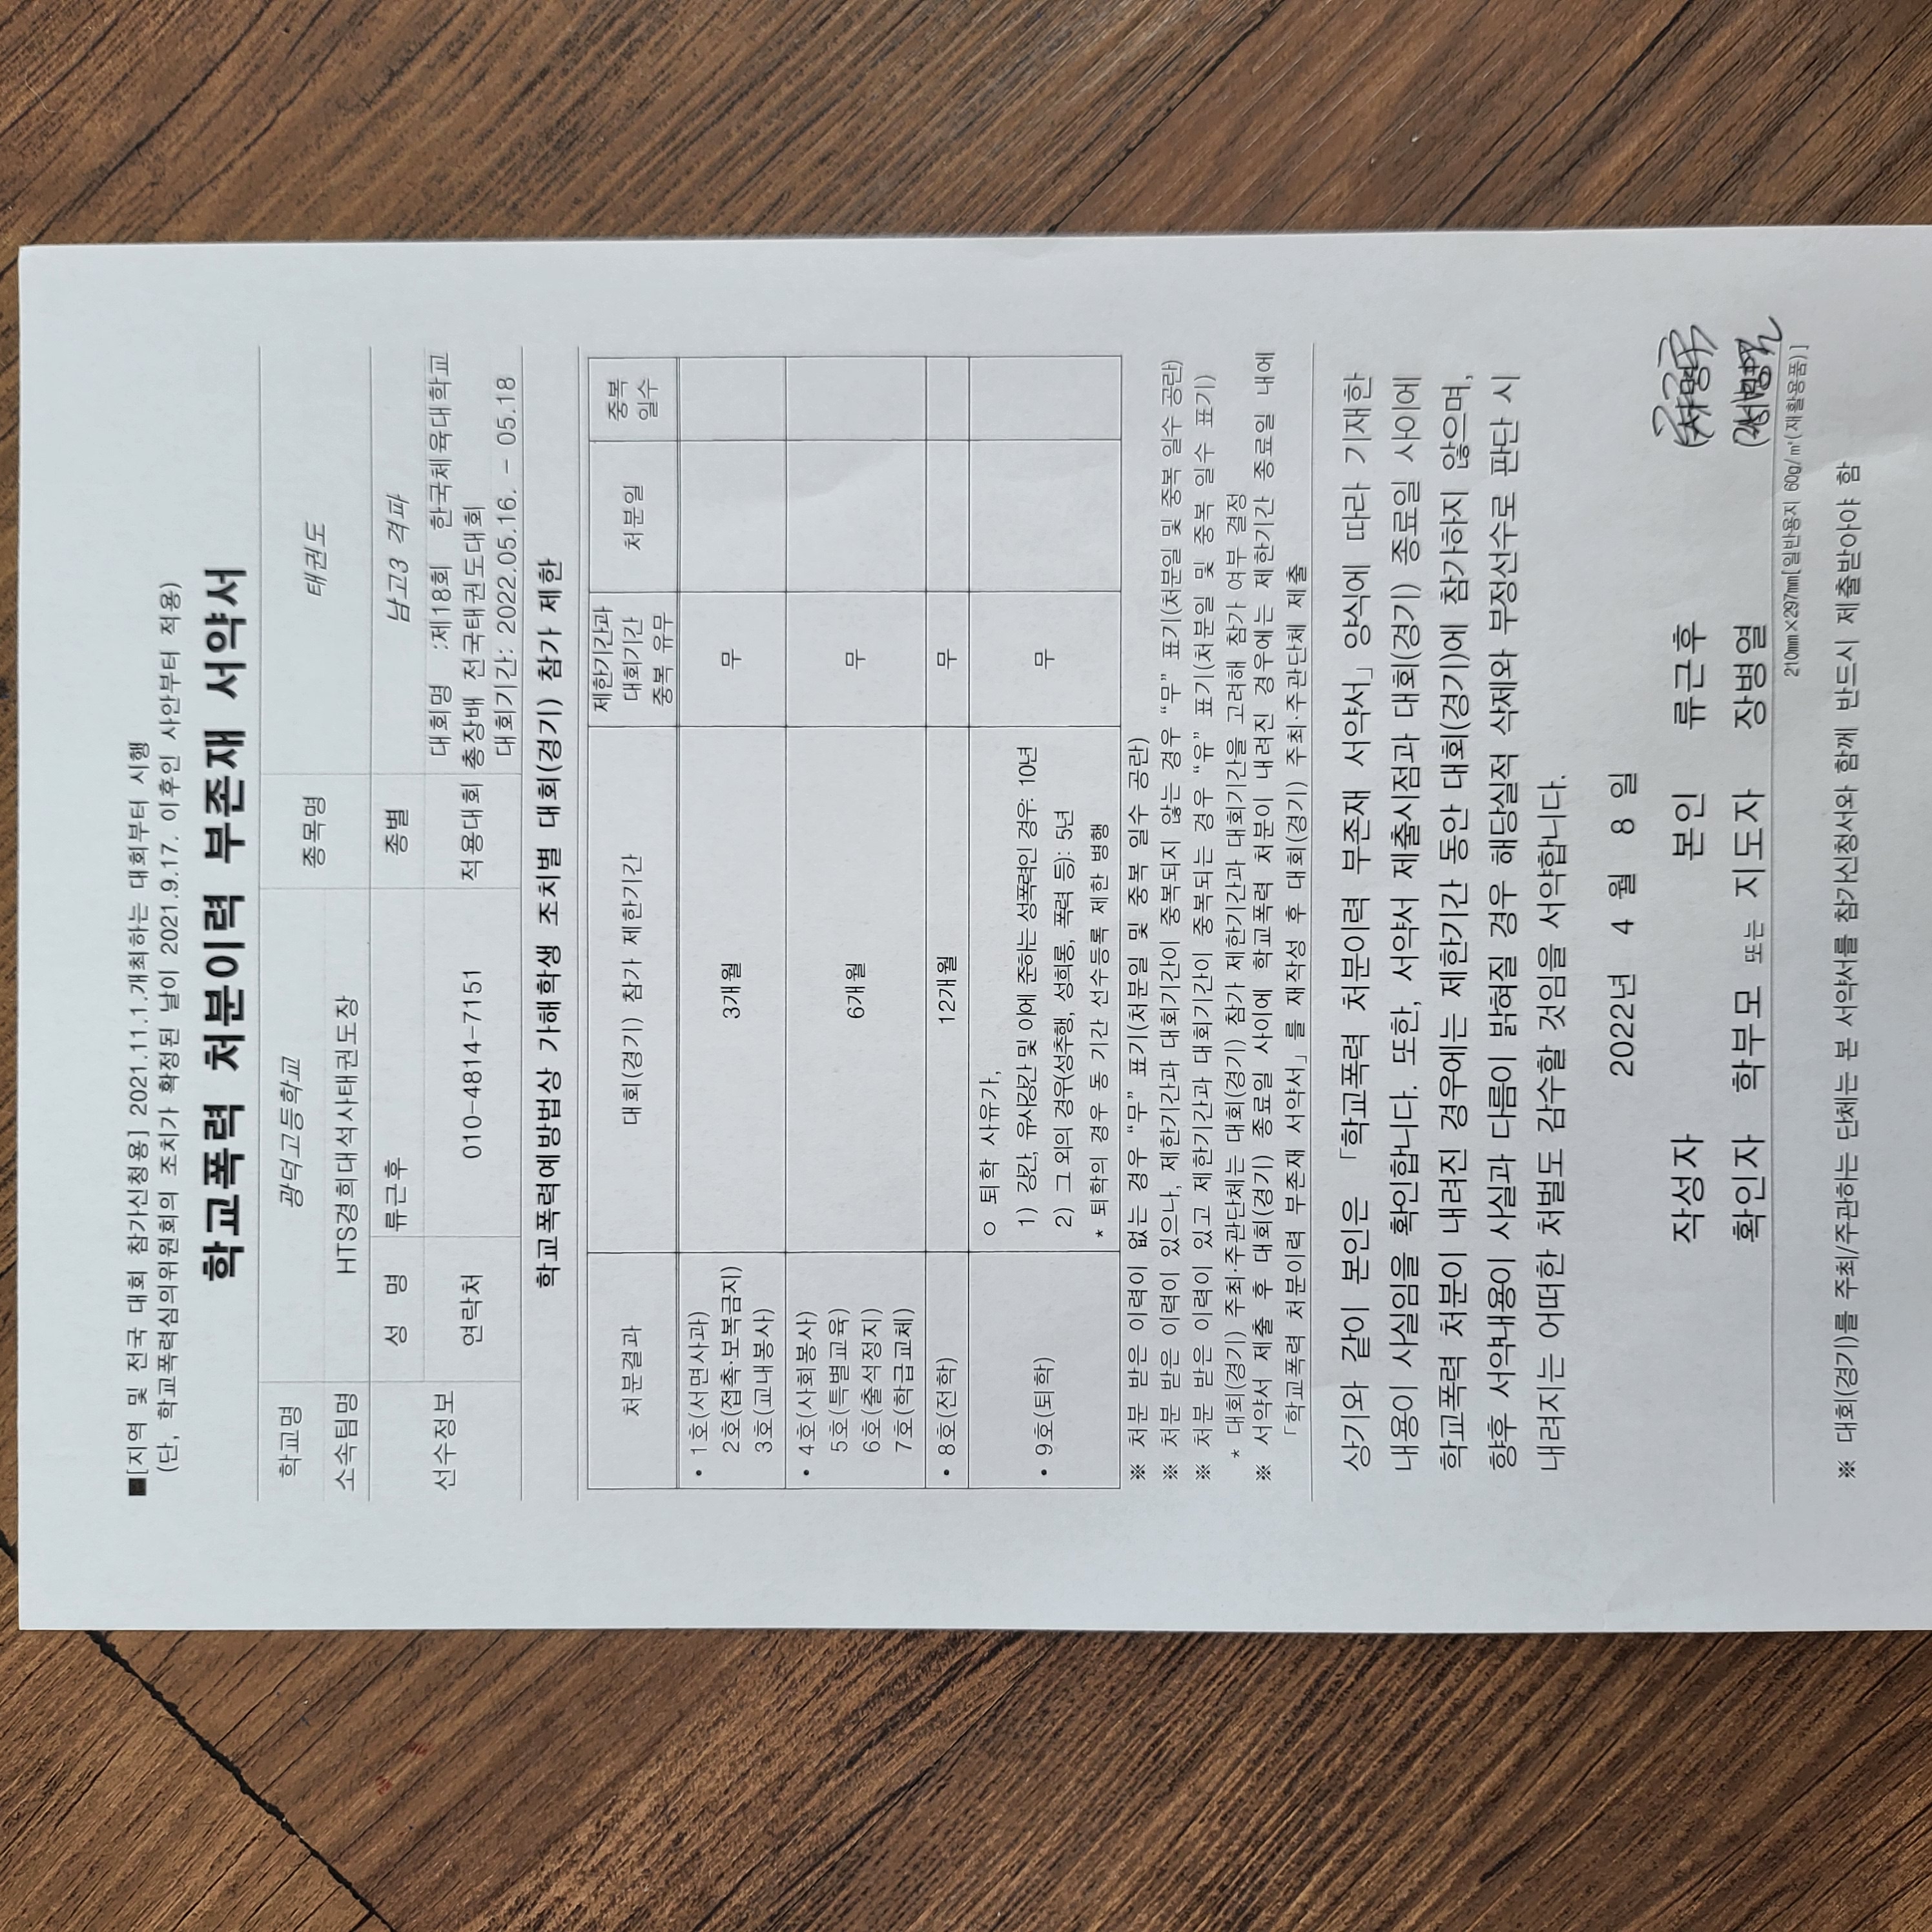 ■[지역 및 전국 대회 참가신청용] 2021.11.1.개최하는 대회부터 시행
(단, 학교폭력심의위원회의 조치가 확정된 날이 2021.9.17. 이후인 사안부터 적용)
학교폭력 처분이력 부존재 서약서
학교명 광덕고등학교 종목명 태권도
소속팀명 HTS경희대석사태권도장
선수정보 성 명 류근후 종별 남고3 격파
연락처 010-4814-7151 적용대회 대회명 :제18회 한국체육대학교
총장배 전국태권도대회
대회기간: 2022.05.16. - 05.18
학교폭력예방법상 가해학생 조치별 대회(경기) 참가 제한
처분결과 대회(경기) 참가 제한기간 제한기간과 대회기간 중복 유무 처분일 중복 일수
• 1호(서면사과) 3개월 무
2호(접촉·보복금지)
3호(교내봉사)
• 4호(사회봉사) 6개월 무
5호(특별교육)
6호(출석정지)
7호(학급교체)
• 8호(전학) 12개월 무
• 9호(퇴학) ㅇ 퇴학 사유가, 무
1) 강간, 유사강간 및 이에 준하는 성폭력인 경우: 10년
2) 그 외의 경유(성추행, 성희롱, 폭력 등): 5년
* 퇴학의 경우 동 기간 선수등록 제한 병행
※ 처분 받은 이력이 없는 경우 “무” 표기(처분일 및 중복 일수 공란)
※ 처분 받은 이력이 있으나, 제한기간과 대회기간이 중복되지 않는 경우 “무” 표기(처분일 및 중복 일수 공란)
※ 처분 받은 이력이 있고 제한기간과 대회기간이 중복되는 경우 “유” 표기(처분일 및 중복 일수 표기)
* 대회(경기) 주최·주관단체는 대회(경기) 참가 제한기간과 대회기간을 고려해 참가 여부 결정
※ 서약서 제출 후 대회(경기) 종료일 사이에 학교폭력 처분이 내려진 경우에는 제한기간 종료일 내에
「학교폭력 처분이력 부존재 서약서」를 재작성 후 대회(경기) 주최·주관단체 제출
상기와 같이 본인은 「학교폭력 처분이력 부존재 서약서」 양식에 따라 기재한
내용이 사실임을 확인합니다. 또한, 서약서 제출시점과 대회(경기) 종료일 사이에
학교폭력 처분이 내려진 경우에는 제한기간 동안 대회(경기)에 참가하지 않으며,
향후 서약내용이 사실과 다름이 밝혀질 경우 해당실적 삭제와 부정선수로 판단 시
내려지는 어떠한 처벌도 감수할 것임을 서약합니다.
2022년 4 월 8 일
작성자 본인 류근후
확인자 학부모 또는 지도자 장병열
210㎜×297㎜[일반용지 60g/㎡(재활용품)]
※ 대회(경기)를 주최/주관하는 단체는 본 서약서를 참가신청서와 함께 반드시 제출받아야 함